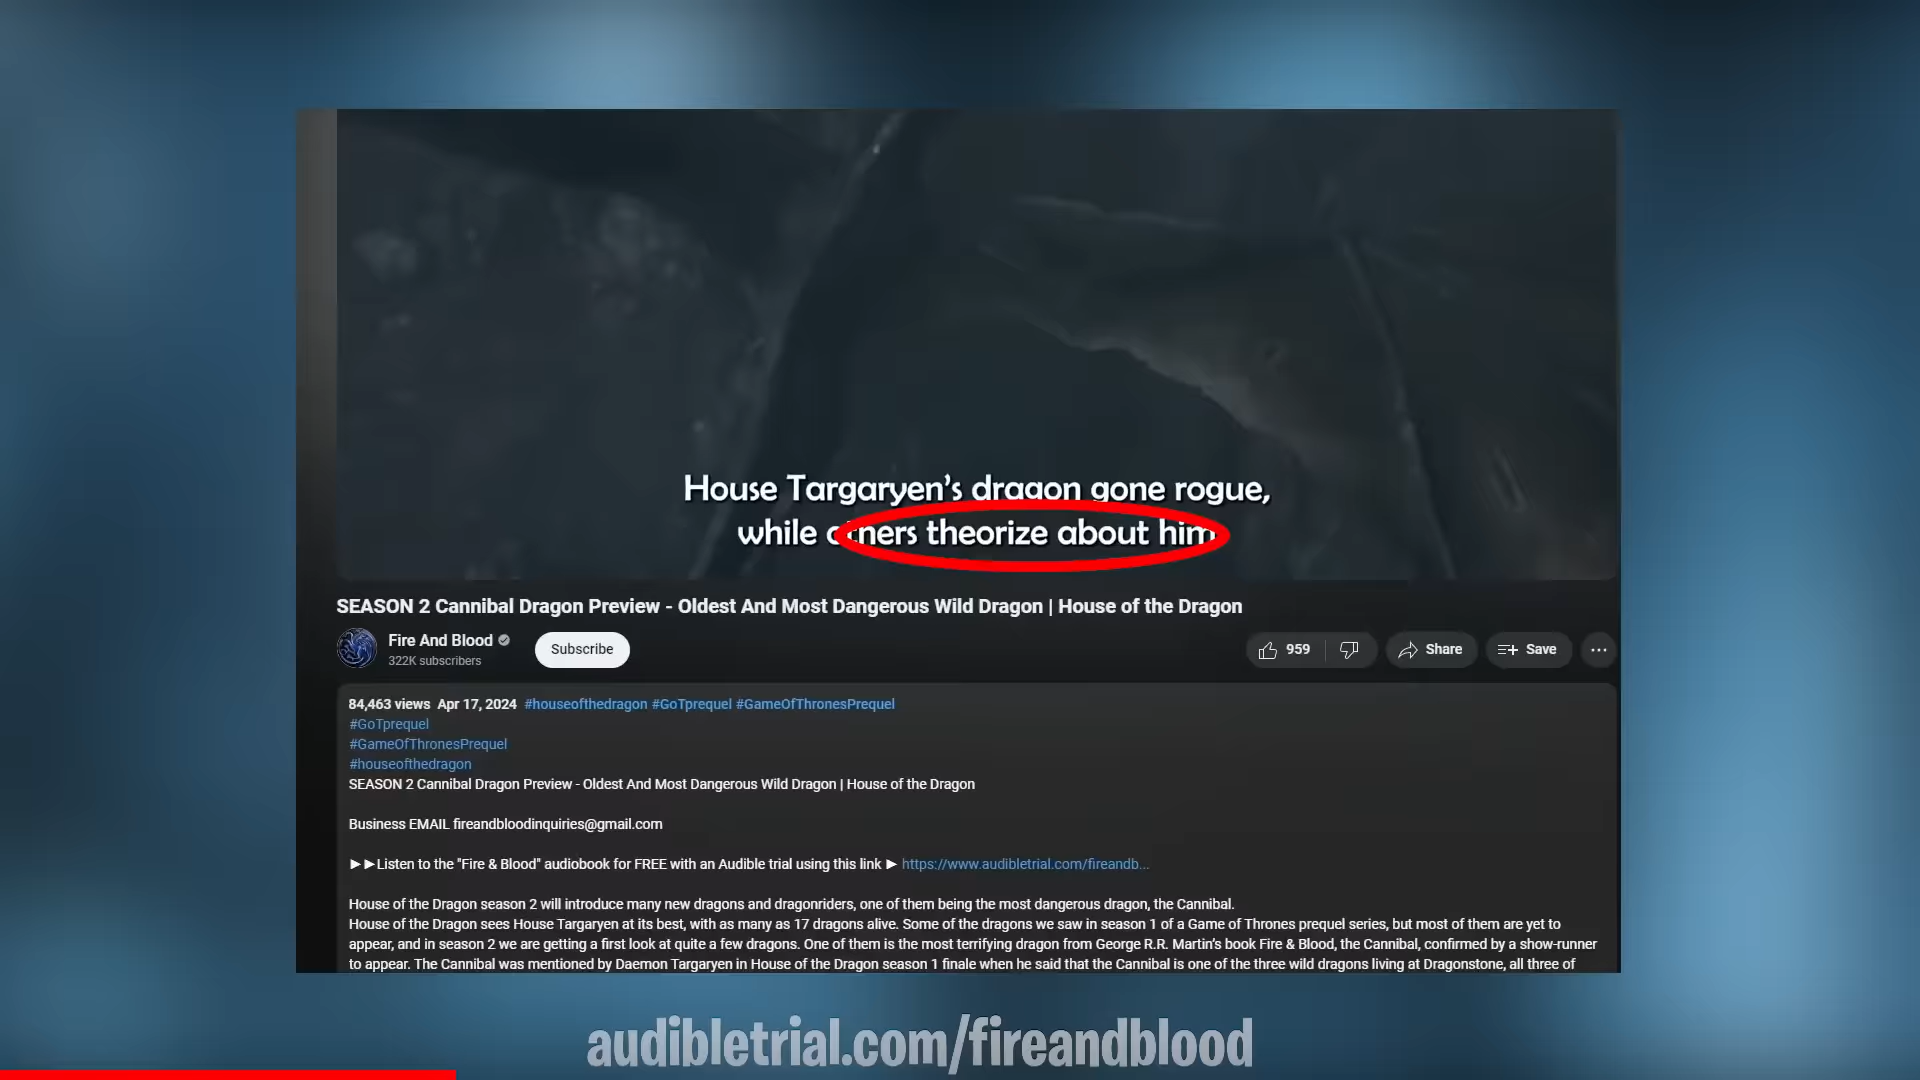 House Targaryen's dragon gone rogue,
while others theorize about him
SEASON 2 Cannibal Dragon Preview - Oldest And Most Dangerous Wild Dragon | House of the Dragon
Fire And Blood
322K subscribers
Subscribe
959
Share
Save
84,463 views Apr 17, 2024 #houseofthedragon #GoTprequel #GameOfThronesPrequel
#GoTprequel
#GameOfThronesPrequel
#houseofthedragon
SEASON 2 Cannibal Dragon Preview - Oldest And Most Dangerous Wild Dragon | House of the Dragon
Business EMAIL fireandbloodinquiries@gmail.com
►►Listen to the "Fire & Blood" audiobook for FREE with an Audible trial using this link ► https://www.audibletrial.com/fireandb...
House of the Dragon season 2 will introduce many new dragons and dragonriders, one of them being the most dangerous dragon, the Cannibal.
House of the Dragon sees House Targaryen at its best, with as many as 17 dragons alive. Some of the dragons we saw in season 1 of a Game of Thrones prequel series, but most of them are yet to
appear, and in season 2 we are getting a first look at quite a few dragons. One of them is the most terrifying dragon from George R.R. Martin's book Fire & Blood, the Cannibal, confirmed by a show-runner
to appear. The Cannibal was mentioned by Daemon Targaryen in House of the Dragon season 1 finale when he said that the Cannibal is one of the three wild dragons living at Dragonstone, all three of
audibletrial.com/fireandblood